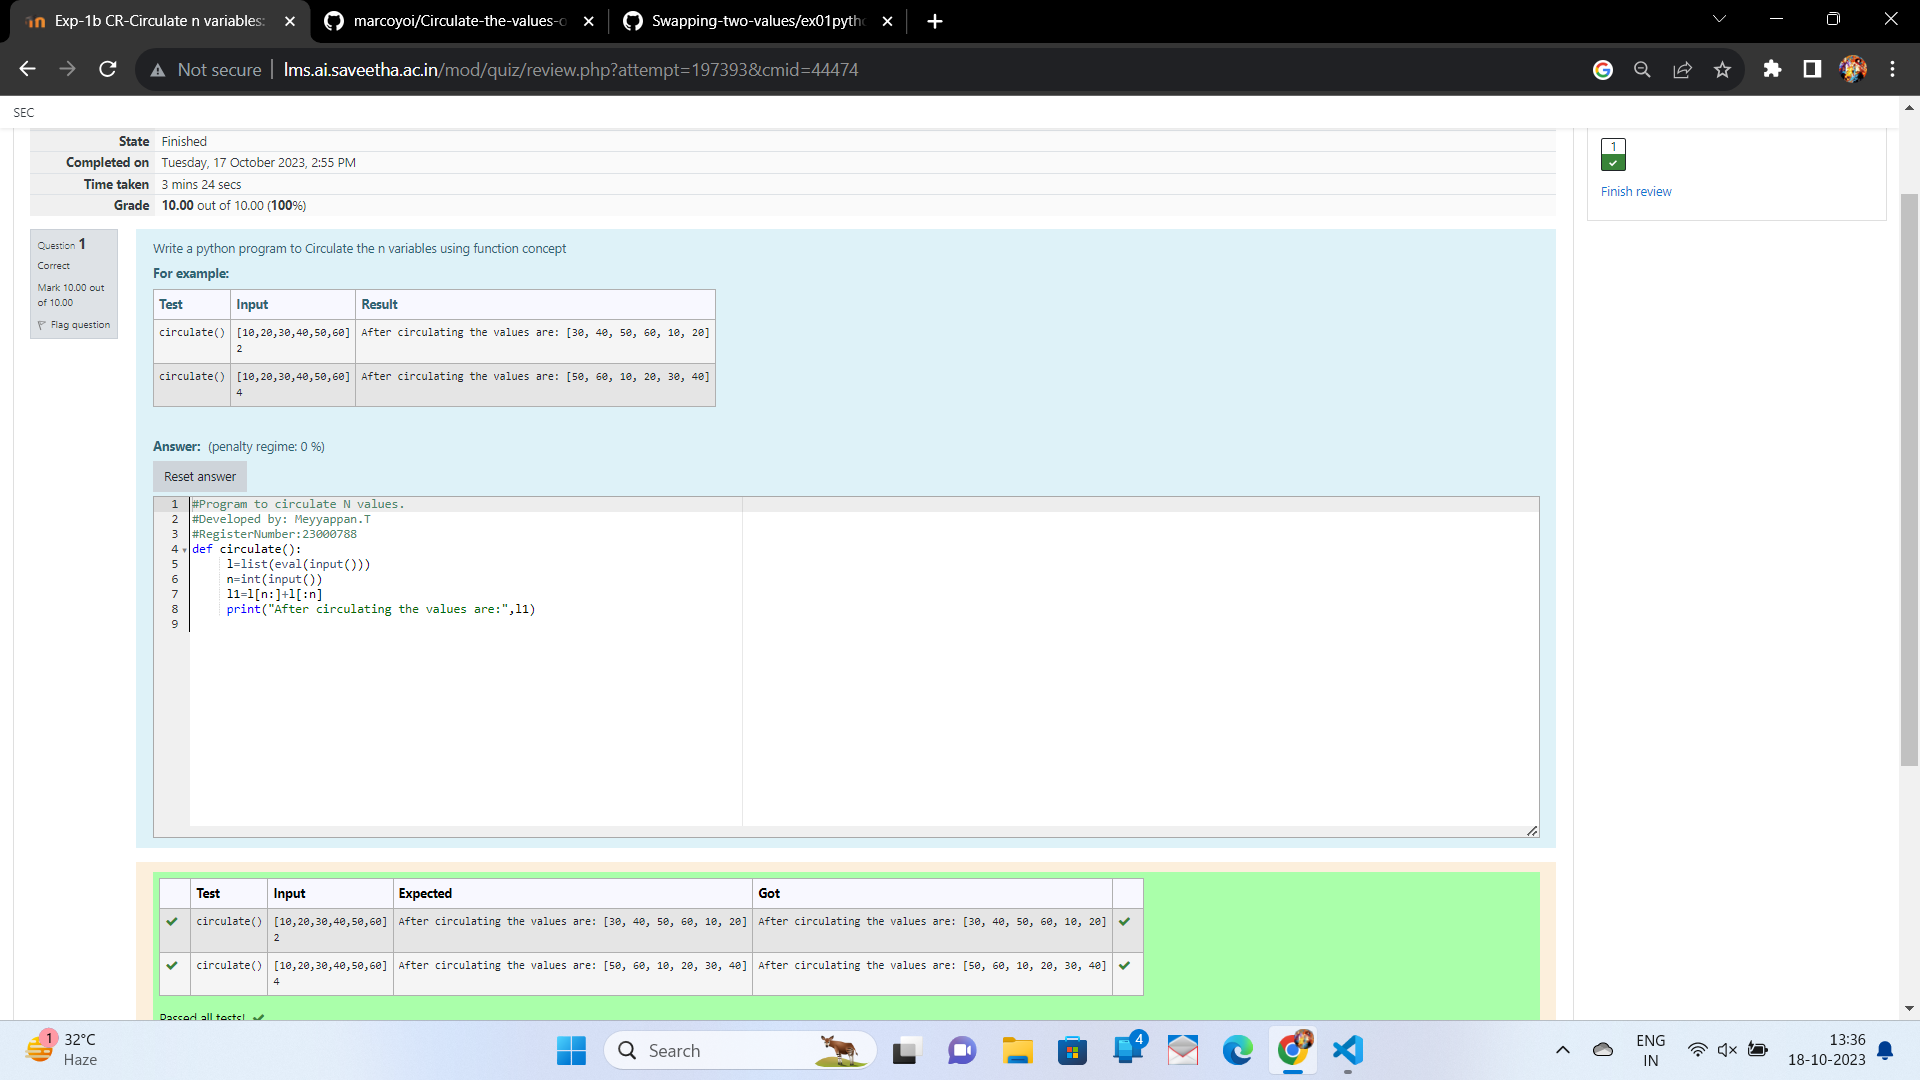 Exp-1b CR-Circulate n variables:
marcoyoi/Circulate-the-values-o
Swapping-two-values/ex01pytho
Not secure | lms.ai.saveetha.ac.in/mod/quiz/review.php?attempt=197393&cmid=44474
SEC
State Finished
Completed on Tuesday, 17 October 2023, 2:55 PM
Time taken 3 mins 24 secs
Grade 10.00 out of 10.00 (100%)
1
Finish review
Question 1
Correct
Mark 10.00 out
of 10.00
Flag question
Write a python program to Circulate the n variables using function concept
For example:
Test Input Result
circulate() [10,20,30,40,50,60] After circulating the values are: [30, 40, 50, 60, 10, 20]
2
circulate() [10,20,30,40,50,60] After circulating the values are: [50, 60, 10, 20, 30, 40]
4
Answer: (penalty regime: 0 %)
Reset answer
1 #Program to circulate N values.
2 #Developed by: Meyyappan.T
3 #RegisterNumber:23000788
4 def circulate():
5 l=list(eval(input()))
6 n=int(input())
7 l1=l[n:]+l[:n]
8 print("After circulating the values are:",l1)
9
Test Input Expected Got
circulate() [10,20,30,40,50,60] After circulating the values are: [30, 40, 50, 60, 10, 20] After circulating the values are: [30, 40, 50, 60, 10, 20]
2
circulate() [10,20,30,40,50,60] After circulating the values are: [50, 60, 10, 20, 30, 40] After circulating the values are: [50, 60, 10, 20, 30, 40]
4
Passed all tests!
1
32°C
Haze
Search
4
ENG
IN
13:36
18-10-2023